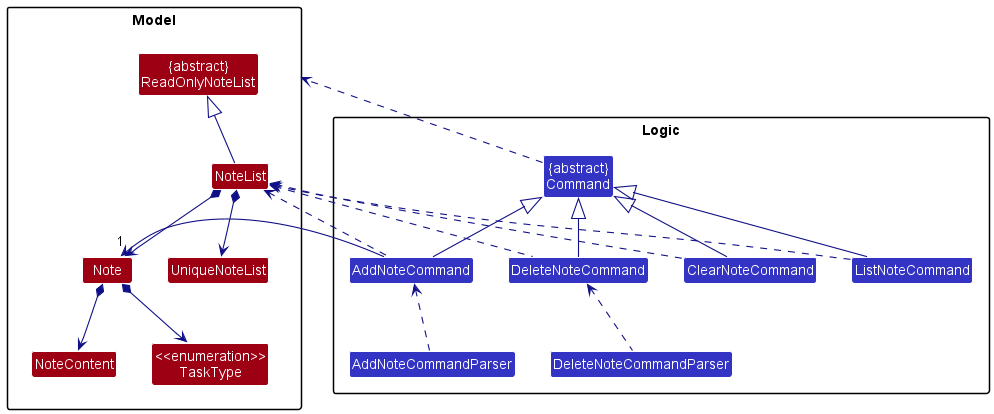 Model
{abstract}
ReadOnlyNoteList
NoteList
1
Note
UniqueNoteList
NoteContent
<<enumeration>>
TaskType
Logic
{abstract}
Command
AddNoteCommand
DeleteNoteCommand
ClearNoteCommand
ListNoteCommand
AddNoteCommandParser
DeleteNoteCommandParser